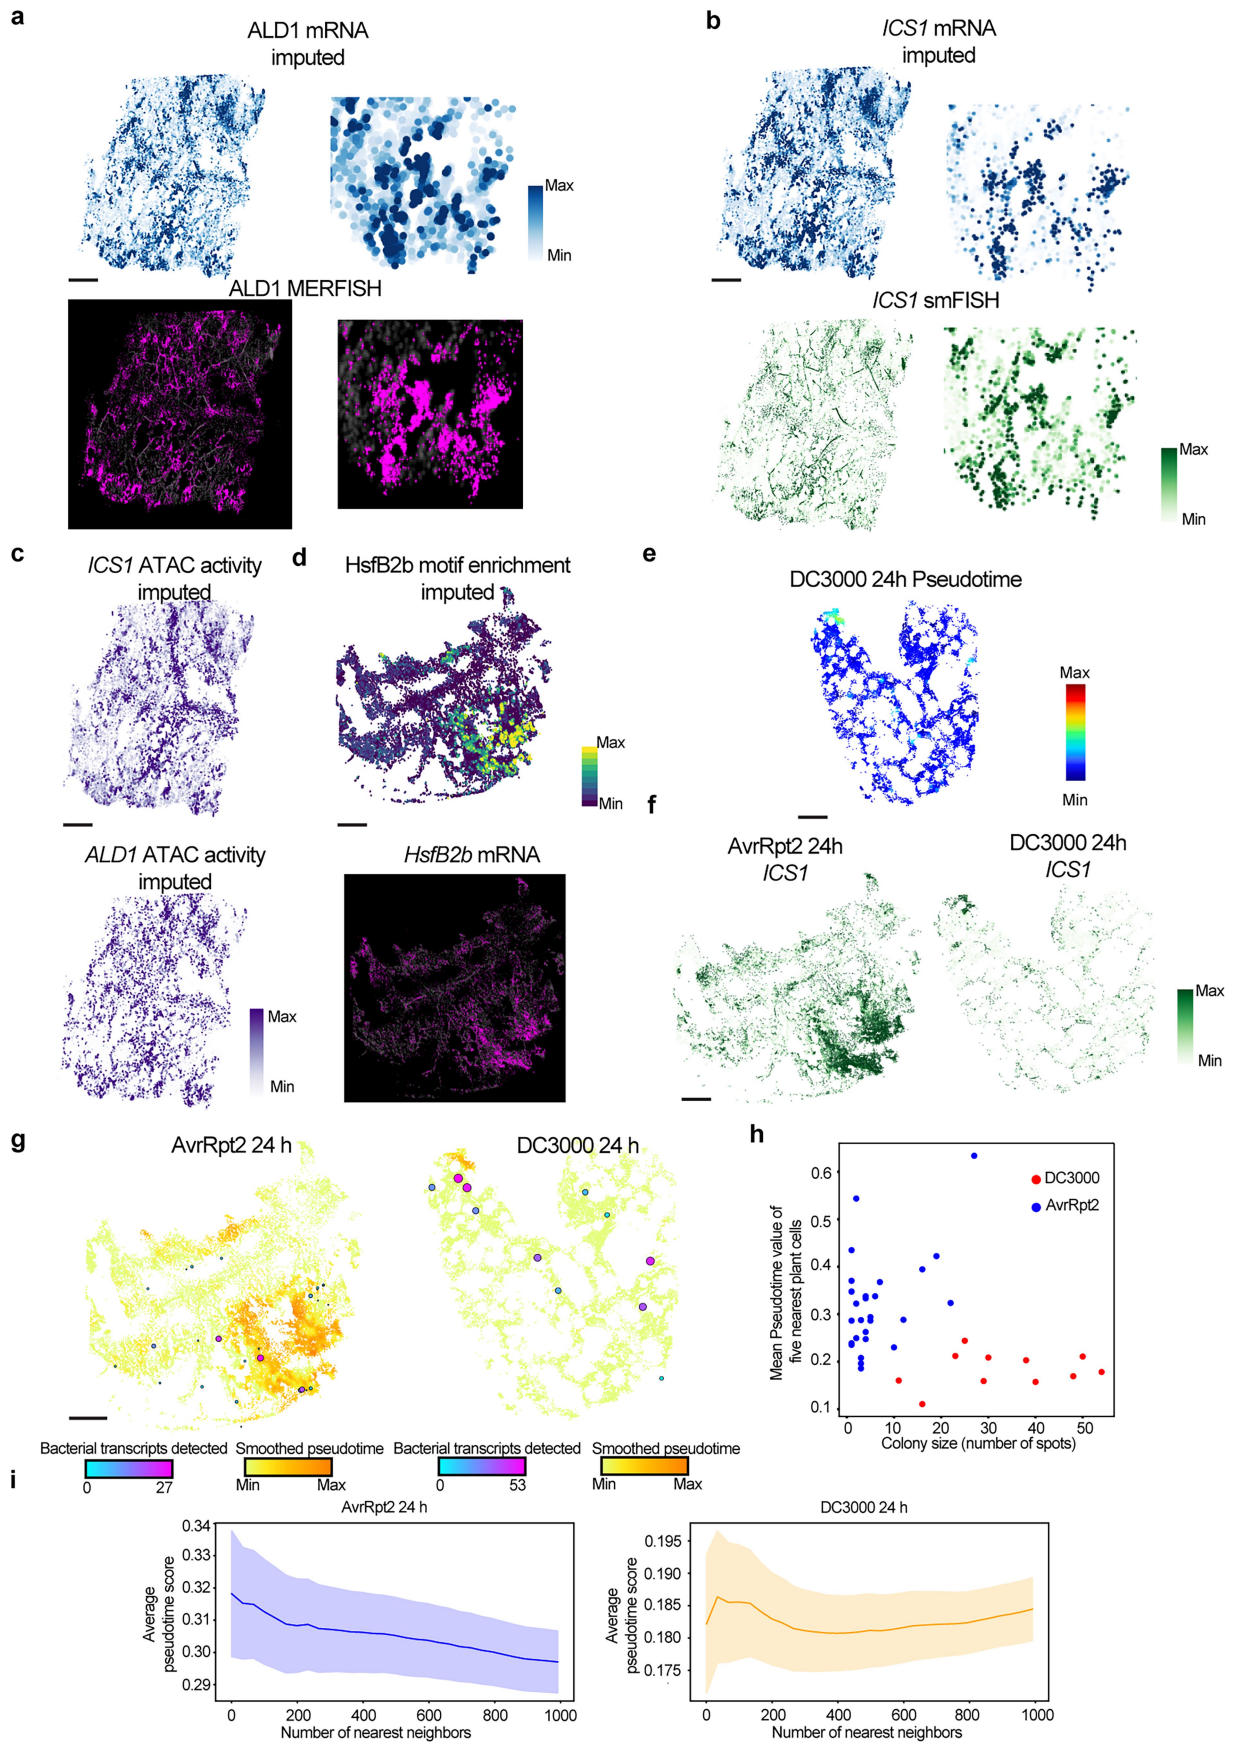 a
ALD1 mRNA
imputed
Max
Min
ALD1 MERFISH
b
ICS1 mRNA
imputed
ICS1 smFISH
Max
Min
c
ICS1 ATAC activity
imputed
ALD1 ATAC activity
imputed
Max
Min
d
HsfB2b motif enrichment
imputed
Max
Min
HsfB2b mRNA
e
DC3000 24h Pseudotime
Max
Min
f
AvrRpt2 24h
ICS1
DC3000 24h
ICS1
Max
Min
g
AvrRpt2 24 h
DC3000 24 h
Bacterial transcripts detected
0
27
Smoothed pseudotime
Min
Max
Bacterial transcripts detected
0
53
Smoothed pseudotime
Min
Max
h
Mean Pseudotime value of
five nearest plant cells
0.6
0.5
0.4
0.3
0.2
0.1
DC3000
AvrRpt2
0
10
20
30
40
50
Colony size (number of spots)
i
AvrRpt2 24 h
Average
pseudotime score
0.34
0.33
0.32
0.31
0.30
0.29
0
200
400
600
800
1000
Number of nearest neighbors
DC3000 24 h
Average
pseudotime score
0.195
0.190
0.185
0.180
0.175
0
200
400
600
800
1000
Number of nearest neighbors